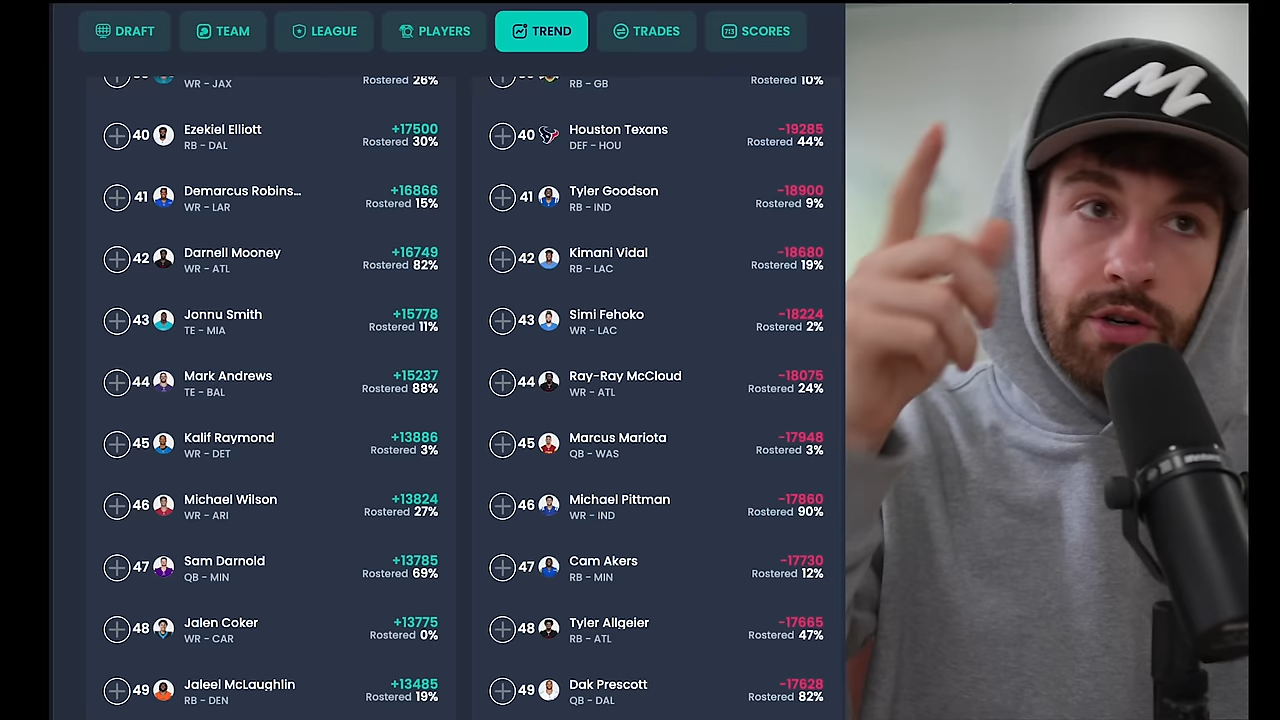 DRAFT
TEAM
LEAGUE
PLAYERS
TREND
TRADES
SCORES
WR - JAX
Rostered 26%
40 Ezekiel Elliott +17500
RB - DAL Rostered 30%
41 Demarcus Robins... +16866
WR - LAR Rostered 15%
42 Darnell Mooney +16749
WR - ATL Rostered 82%
43 Jonnu Smith +15778
TE - MIA Rostered 11%
44 Mark Andrews +15237
TE - BAL Rostered 88%
45 Kalif Raymond +13886
WR - DET Rostered 3%
46 Michael Wilson +13824
WR - ARI Rostered 27%
47 Sam Darnold +13785
QB - MIN Rostered 69%
48 Jalen Coker +13775
WR - CAR Rostered 0%
49 Jaleel McLaughlin +13485
RB - DEN Rostered 19%
RB - GB
Rostered 10%
40 Houston Texans -19285
DEF - HOU Rostered 44%
41 Tyler Goodson -18900
RB - IND Rostered 9%
42 Kimani Vidal -18680
RB - LAC Rostered 19%
43 Simi Fehoko -18224
WR - LAC Rostered 2%
44 Ray-Ray McCloud -18075
WR - ATL Rostered 24%
45 Marcus Mariota -17948
QB - WAS Rostered 3%
46 Michael Pittman -17860
WR - IND Rostered 90%
47 Cam Akers -17730
RB - MIN Rostered 12%
48 Tyler Allgeier -17665
RB - ATL Rostered 47%
49 Dak Prescott -17628
QB - DAL Rostered 82%